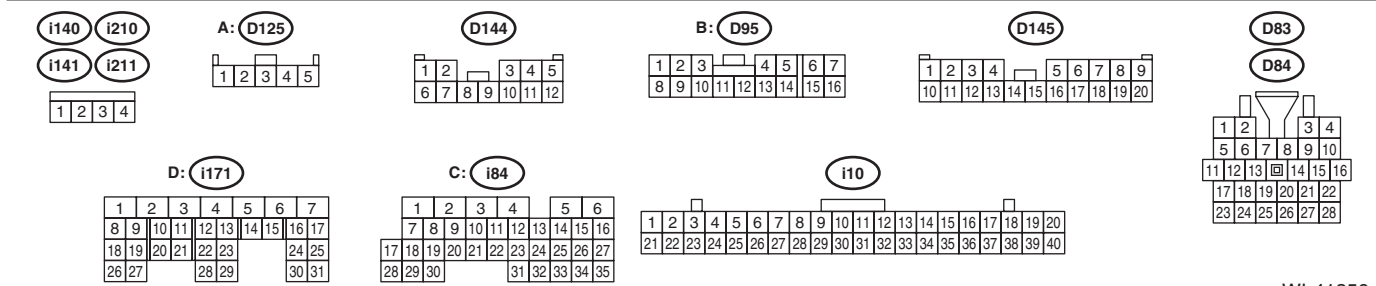 i140 i210
i141 i211
1 2 3 4
A: D125
1 2 3 4 5
D144
1 2 3 4 5
6 7 8 9 10 11 12
B: D95
1 2 3 4 5 6 7
8 9 10 11 12 13 14 15 16
D145
1 2 3 4 5 6 7 8 9
10 11 12 13 14 15 16 17 18 19 20
D83
D84
1 2 3 4
5 6 7 8 9 10
11 12 13 14 15 16
17 18 19 20 21 22
23 24 25 26 27 28
D: i171
1 2 3 4 5 6 7
8 9 10 11 12 13 14 15 16 17
18 19 20 21 22 23 24 25
26 27 28 29 30 31
C: i84
1 2 3 4 5 6
7 8 9 10 11 12 13 14 15 16
17 18 19 20 21 22 23 24 25 26 27
28 29 30 31 32 33 34 35
i10
1 2 3 4 5 6 7 8 9 10 11 12 13 14 15 16 17 18 19 20
21 22 23 24 25 26 27 28 29 30 31 32 33 34 35 36 37 38 39 40